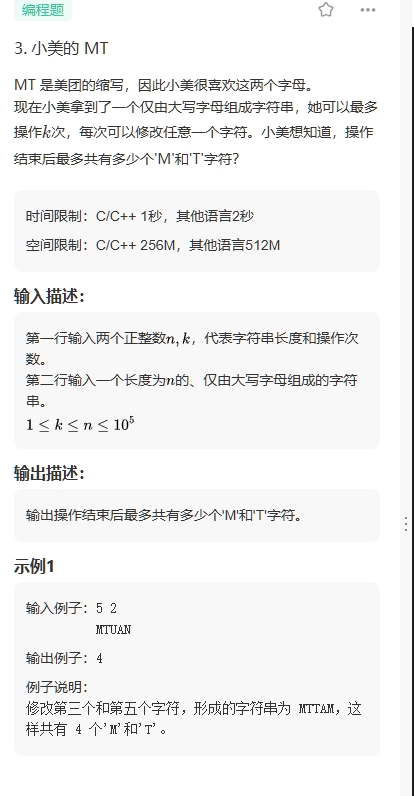 编程题
3. 小美的 MT
MT 是美团的缩写，因此小美很喜欢这两个字母。
现在小美拿到了一个仅由大写字母组成字符串，她可以最多
操作k次，每次可以修改任意一个字符。小美想知道，操作
结束后最多共有多少个'M'和'T'字符？
时间限制：C/C++ 1秒，其他语言2秒
空间限制：C/C++ 256M，其他语言512M
输入描述：
第一行输入两个正整数n, k，代表字符串长度和操作次
数。
第二行输入一个长度为n的、仅由大写字母组成的字符
串。
1 ≤ k ≤ n ≤ 10⁵
输出描述：
输出操作结束后最多共有多少个'M'和'T'字符。
示例1
输入例子：5 2
MTUAN
输出例子：4
例子说明：
修改第三个和第五个字符，形成的字符串为 MTTAM，这
样共有 4 个'M'和'T'。